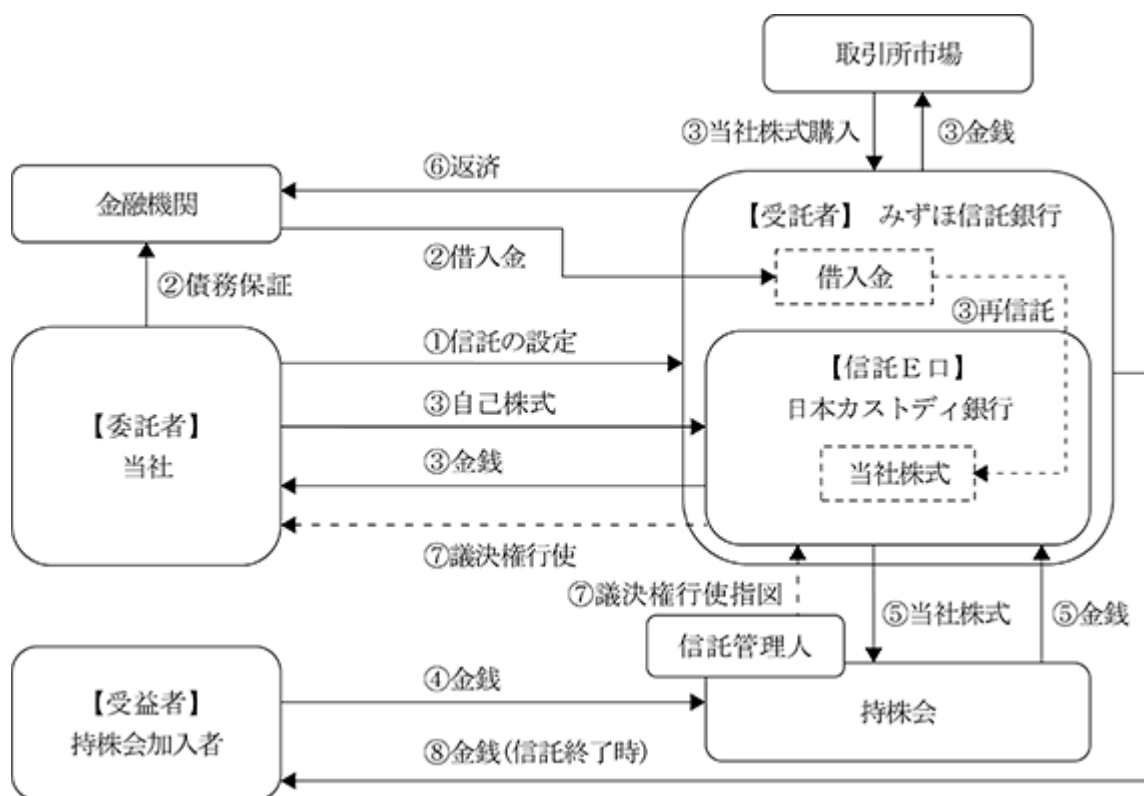 取引所市場
③当社株式購入
③金銭
⑥返済
金融機関
【受託者】 みずほ信託銀行
②借入金
借入金
②債務保証
③再信託
①信託の設定
【信託E口】
日本カストディ銀行
③自己株式
【委託者】
当社
③金銭
当社株式
⑦議決権行使
⑦議決権行使指図
⑤当社株式
⑤金銭
信託管理人
④金銭
【受益者】
持株会加入者
持株会
⑧金銭(信託終了時)